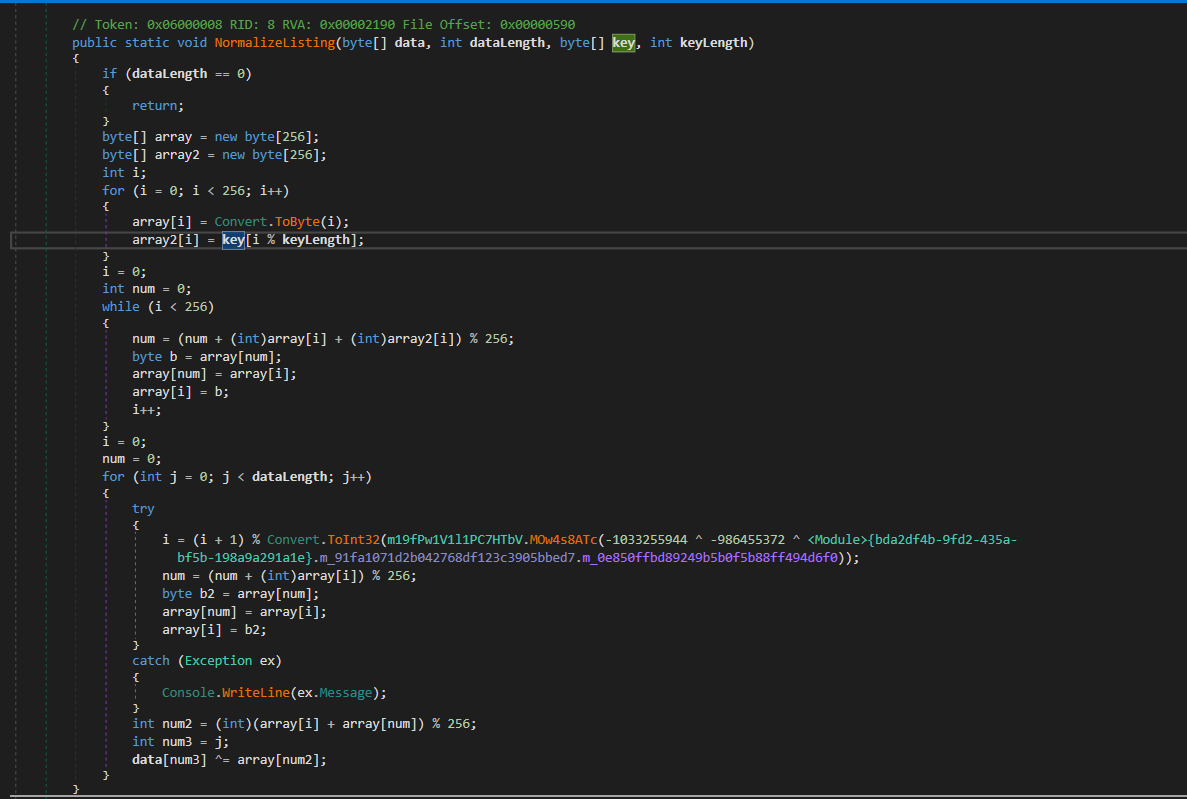 // Token: 0x06000008 RID: 8 RVA: 0x00002190 File Offset: 0x00000590
public static void NormalizeListing(byte[] data, int dataLength, byte[] key, int keyLength)
{
if (dataLength == 0)
{
return;
}
byte[] array = new byte[256];
byte[] array2 = new byte[256];
int i;
for (i = 0; i < 256; i++)
{
array[i] = Convert.ToByte(i);
array2[i] = key[i % keyLength];
}
i = 0;
int num = 0;
while (i < 256)
{
num = (num + (int)array[i] + (int)array2[i]) % 256;
byte b = array[num];
array[num] = array[i];
array[i] = b;
i++;
}
i = 0;
num = 0;
for (int j = 0; j < dataLength; j++)
{
try
{
i = (i + 1) % Convert.ToInt32(m19fPw1V1l1PC7HTbV.MOw4s8ATc(-1033255944 ^ -986455372 ^ <Module>{bda2df4b-9fd2-435a-
bf5b-198a9a291a1e}.m_91fa1071d2b042768df123c3905bbed7.m_0e850ffbd89249b5b0f5b88ff494d6f0));
num = (num + (int)array[i]) % 256;
byte b2 = array[num];
array[num] = array[i];
array[i] = b2;
}
catch (Exception ex)
{
Console.WriteLine(ex.Message);
}
int num2 = (int)(array[i] + array[num]) % 256;
int num3 = j;
data[num3] ^= array[num2];
}
}